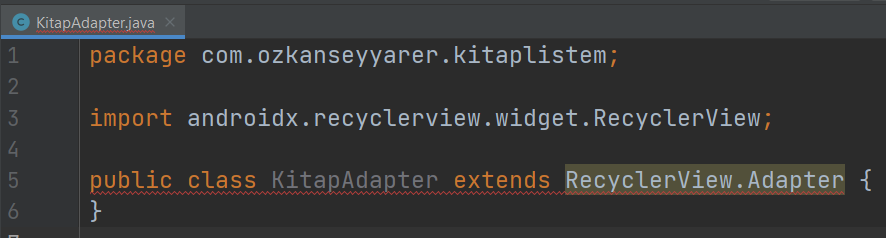 KitapAdapter.java
1 package com.ozkanseyyarer.kitaplistem;
2
3 import androidx.recyclerview.widget.RecyclerView;
4
5 public class KitapAdapter extends RecyclerView.Adapter {
6 }